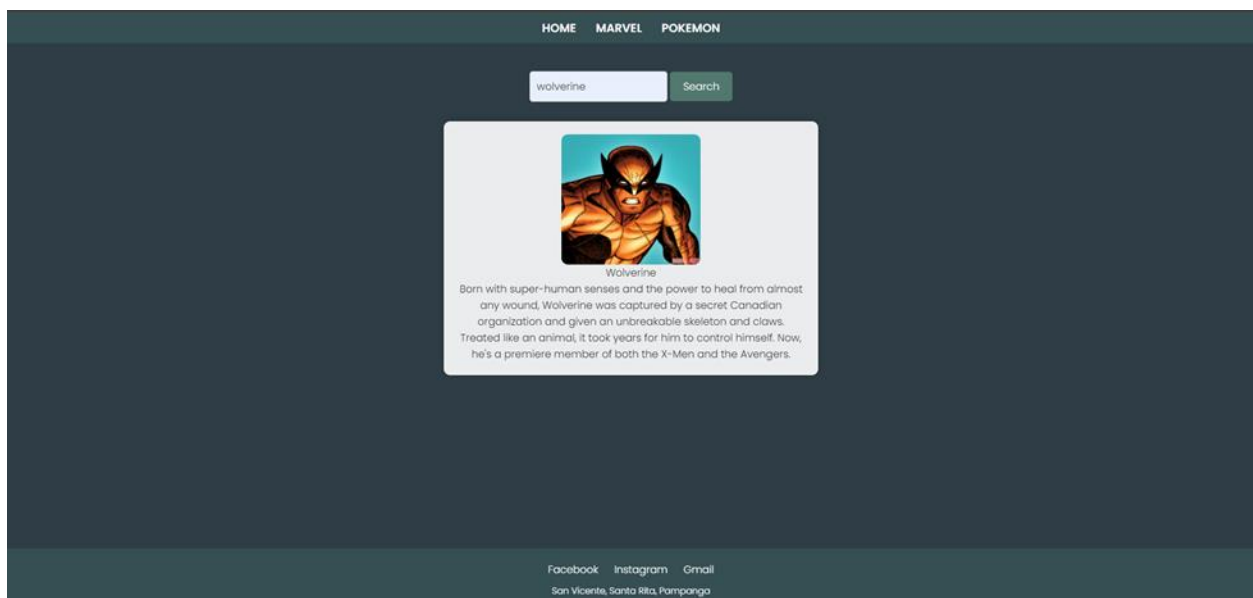 HOME MARVEL POKEMON
wolverine Search
Wolverine
Born with super-human senses and the power to heal from almost
any wound, Wolverine was captured by a secret Canadian
organization and given an unbreakable skeleton and claws.
Treated like an animal, it took years for him to control himself. Now,
he's a premiere member of both the X-Men and the Avengers.
Facebook Instagram Gmail
San Vicente, Santa Rita, Pampanga